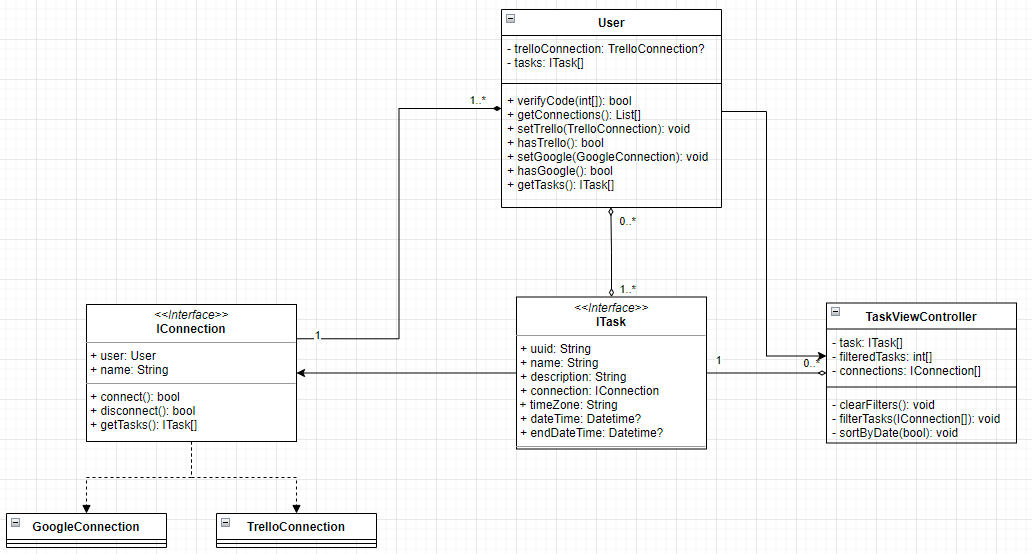 User
- trelloConnection: TrelloConnection?
- tasks: ITask[]
+ verifyCode(int[]): bool
+ getConnections(): List[]
+ setTrello(TrelloConnection): void
+ hasTrello(): bool
+ setGoogle(GoogleConnection): void
+ hasGoogle(): bool
+ getTasks(): ITask[]
1..*
0..*
1..*
<<Interface>>
IConnection
+ user: User
+ name: String
+ connect(): bool
+ disconnect(): bool
+ getTasks(): ITask[]
1
<<Interface>>
ITask
+ uuid: String
+ name: String
+ description: String
+ connection: IConnection
+ timeZone: String
+ dateTime: Datetime?
+ endDateTime: Datetime?
1
0..*
TaskViewController
- task: ITask[]
- filteredTasks: int[]
- connections: IConnection[]
- clearFilters(): void
- filterTasks(IConnection[]): void
- sortByDate(bool): void
GoogleConnection
TrelloConnection